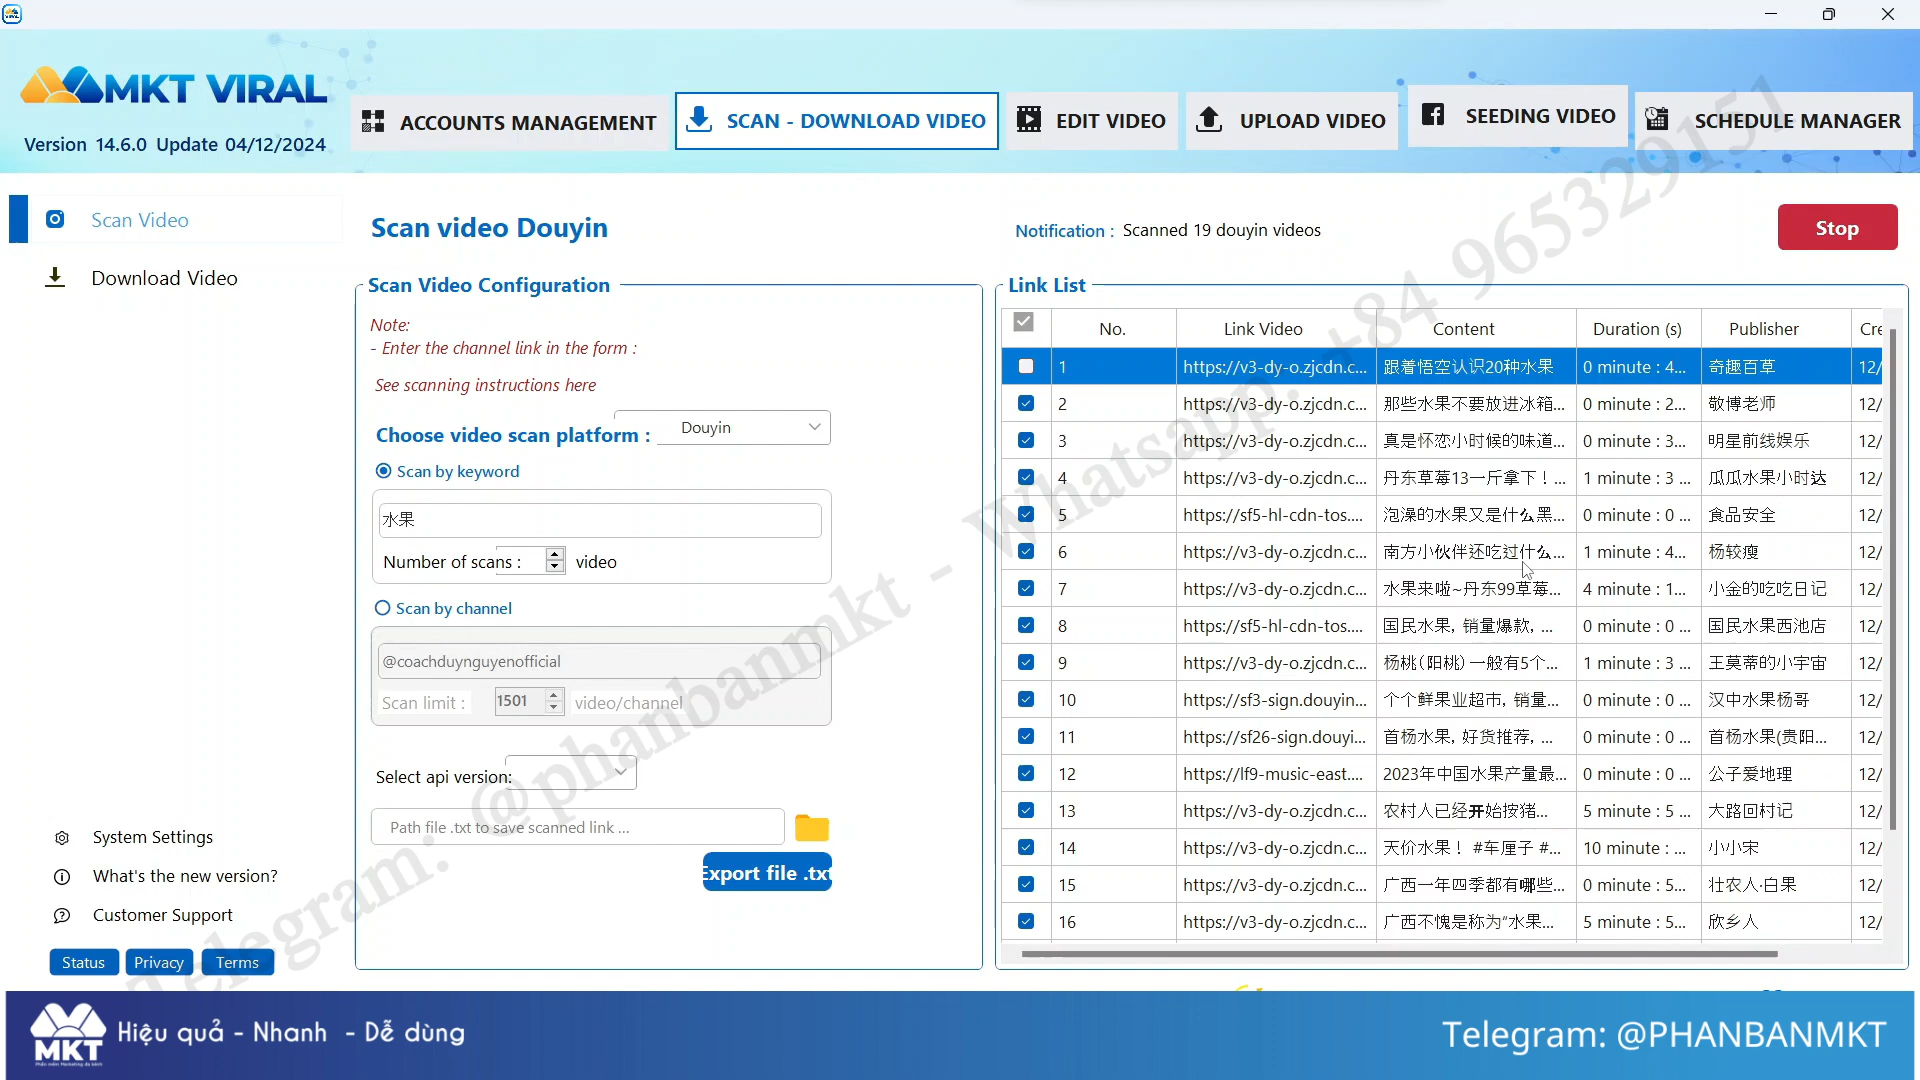 MKT VIRAL
Version 14.6.0 Update 04/12/2024
ACCOUNTS MANAGEMENT
SCAN - DOWNLOAD VIDEO
EDIT VIDEO
UPLOAD VIDEO
SEEDING VIDEO
SCHEDULE MANAGER
Scan Video
Download Video
System Settings
What's the new version?
Customer Support
Status
Privacy
Terms
Scan video Douyin
Scan Video Configuration
Note:
- Enter the channel link in the form :
See scanning instructions here
Choose video scan platform :
Douyin
Scan by keyword
水果
Number of scans :
video
Scan by channel
@coachduynguyenofficial
Scan limit :
1501
video/channel
Select api version:
Path file .txt to save scanned link ...
Export file .txt
Notification : Scanned 19 douyin videos
Stop
Link List
No. Link Video Content Duration (s) Publisher Cre
1 https://v3-dy-o.zjcdn.c... 跟着悟空认识20种水果 0 minute : 4... 奇趣百草 12/
2 https://v3-dy-o.zjcdn.c... 那些水果不要放进冰箱... 0 minute : 2... 敬博老师 12/
3 https://v3-dy-o.zjcdn.c... 真是怀恋小时候的味道... 0 minute : 3... 明星前线娱乐 12/
4 https://v3-dy-o.zjcdn.c... 丹东草莓13一斤拿下！... 1 minute : 3 ... 瓜瓜水果小时达 12/
5 https://sf5-hl-cdn-tos.... 泡澡的水果又是什么黑... 0 minute : 0 ... 食品安全 12/
6 https://v3-dy-o.zjcdn.c... 南方小伙伴还吃过什么... 1 minute : 4... 杨较瘦 12/
7 https://v3-dy-o.zjcdn.c... 水果来啦~丹东99草莓... 4 minute : 1... 小金的吃吃日记 12/
8 https://sf5-hl-cdn-tos.... 国民水果, 销量爆款, ... 0 minute : 0 ... 国民水果西池店 12/
9 https://v3-dy-o.zjcdn.c... 杨桃（阳桃）一般有5个... 1 minute : 3 ... 王莫蒂的小宇宙 12/
10 https://sf3-sign.douyin... 个个鲜果业超市, 销量... 0 minute : 0 ... 汉中水果杨哥 12/
11 https://sf26-sign.douyi... 首杨水果, 好货推荐, ... 0 minute : 0 ... 首杨水果(贵阳... 12/
12 https://lf9-music-east.... 2023年中国水果产量最... 0 minute : 0 ... 公子爱地理 12/
13 https://v3-dy-o.zjcdn.c... 农村人已经开始按猪... 5 minute : 5 ... 大路回村记 12/
14 https://v3-dy-o.zjcdn.c... 天价水果！ #车厘子 #... 10 minute : ... 小小宋 12/
15 https://v3-dy-o.zjcdn.c... 广西一年四季都有哪些... 0 minute : 5... 壮农人·白果 12/
16 https://v3-dy-o.zjcdn.c... 广西不愧是称为“水果... 5 minute : 5... 欣乡人 12/
Telegram: @phanbanmkt - Whatsapp: +84 965329151
MKT
Hiệu quả - Nhanh - Dễ dùng
Telegram: @PHANBANMKT